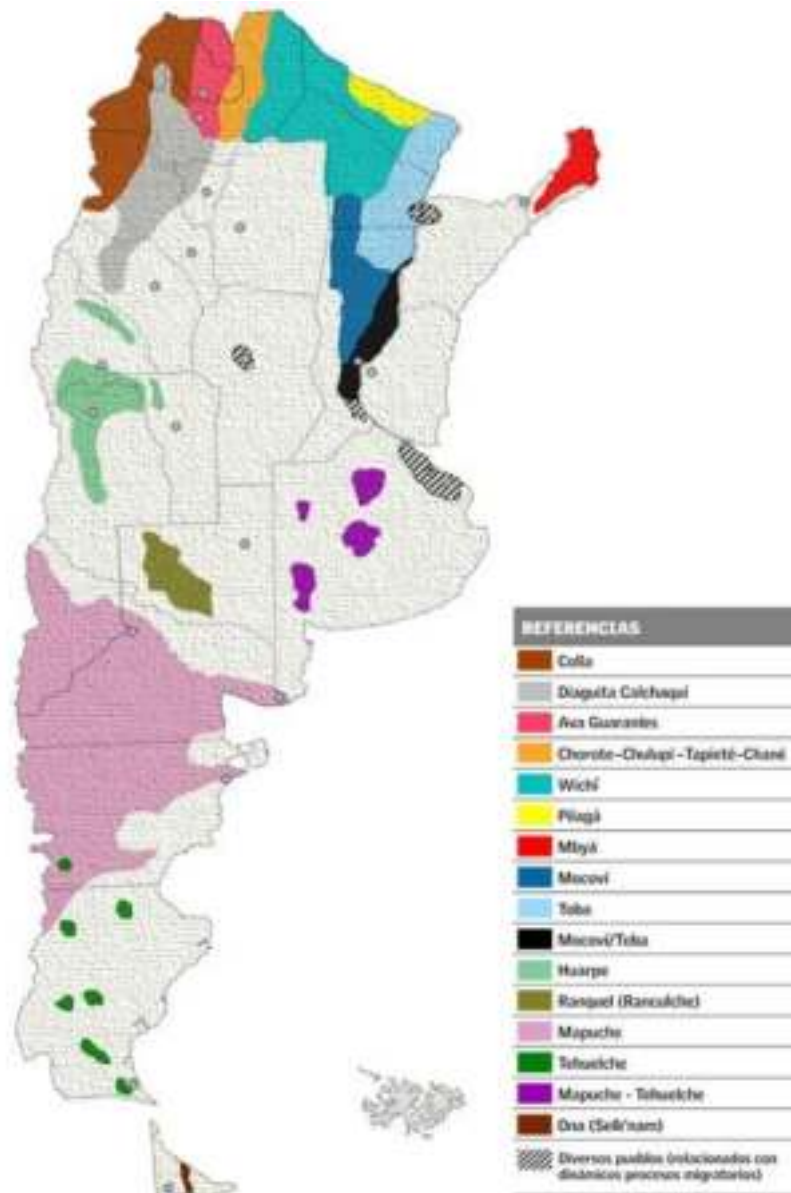 REFERENCIAS
Colla
Diaguita Calchaquí
Ava Guaraníes
Chorote-Chulupí-Tapieté-Chané
Wichí
Pilagá
Mbyá
Mocoví
Toba
Mocoví/Toba
Huarpe
Ranquel (Ranculche)
Mapuche
Tehuelche
Mapuche - Tehuelche
Ona (Selk'nam)
Diversos pueblos (relacionados con
dinámicos procesos migratorios)